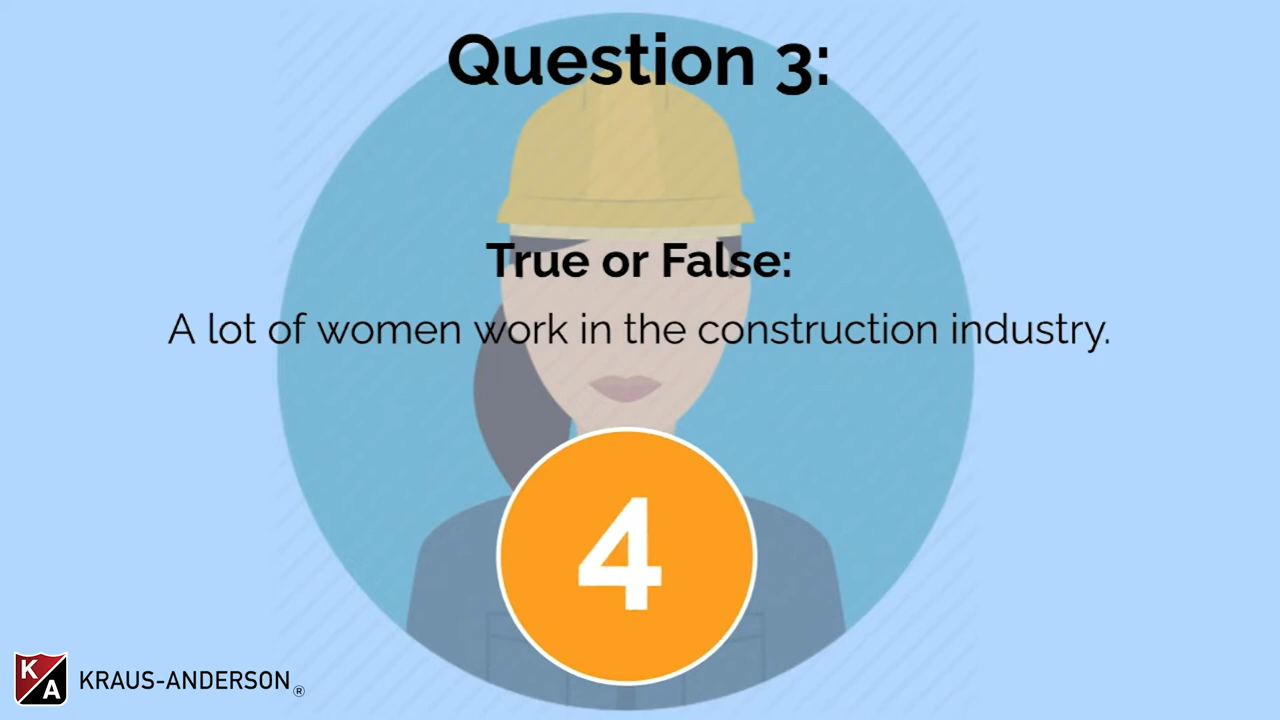 Question 3:
True or False:
A lot of women work in the construction industry.
4
K
A
KRAUS-ANDERSON®